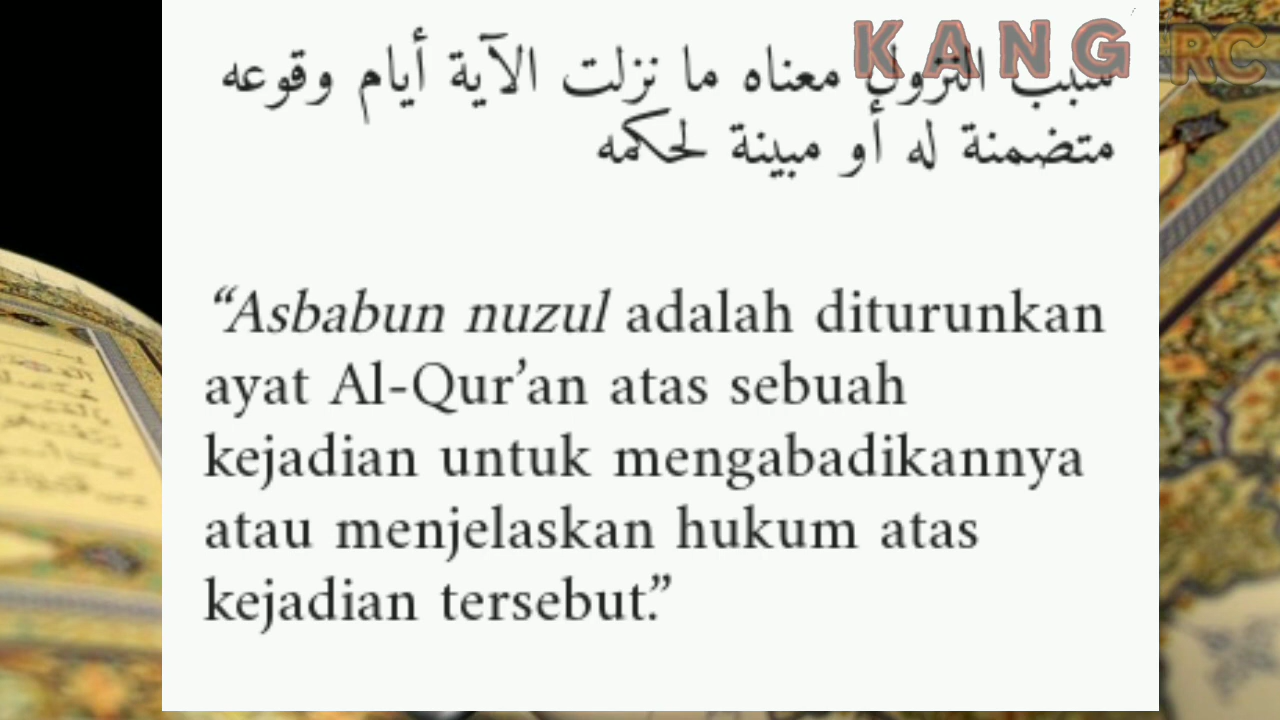 KANG RC
سبب النزول معناه ما نزلت الآية أيام وقوعه
متضمنة له أو مبينة لحكمه
“Asbabun nuzul adalah diturunkan
ayat Al-Qur’an atas sebuah
kejadian untuk mengabadikannya
atau menjelaskan hukum atas
kejadian tersebut.”